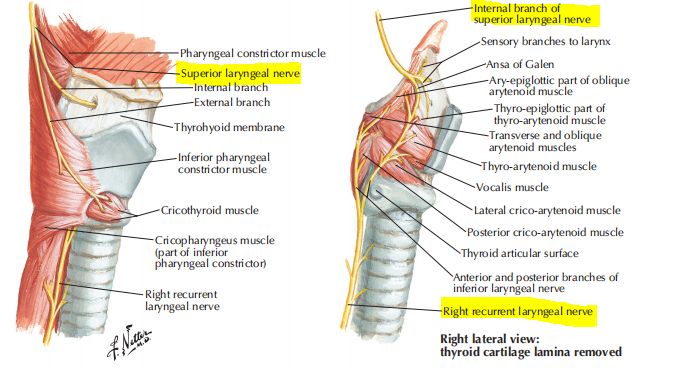 Pharyngeal constrictor muscle
Superior laryngeal nerve
Internal branch
External branch
Thyrohyoid membrane
Inferior pharyngeal
constrictor muscle
Cricothyroid muscle
Cricopharyngeus muscle
(part of inferior
pharyngeal constrictor)
Right recurrent
laryngeal nerve
F. Netter
M.D.
Internal branch of
superior laryngeal nerve
Sensory branches to larynx
Ansa of Galen
Ary-epiglottic part of oblique
arytenoid muscle
Thyro-epiglottic part of
thyro-arytenoid muscle
Transverse and oblique
arytenoid muscles
Thyro-arytenoid muscle
Vocalis muscle
Lateral crico-arytenoid muscle
Posterior crico-arytenoid muscle
Thyroid articular surface
Anterior and posterior branches of
inferior laryngeal nerve
Right recurrent laryngeal nerve
Right lateral view:
thyroid cartilage lamina removed